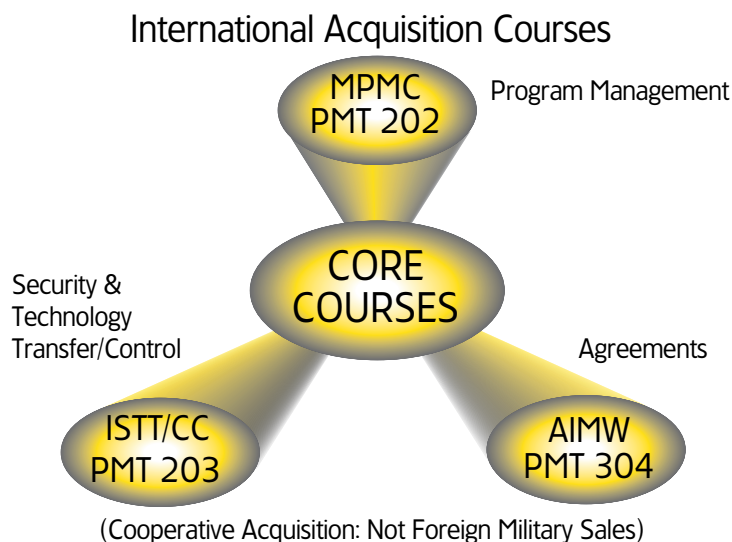 International Acquisition Courses
MPMC
PMT 202
Program Management
CORE
COURSES
Security &
Technology
Transfer/Control
Agreements
ISTT/CC
PMT 203
AIMW
PMT 304
(Cooperative Acquisition: Not Foreign Military Sales)